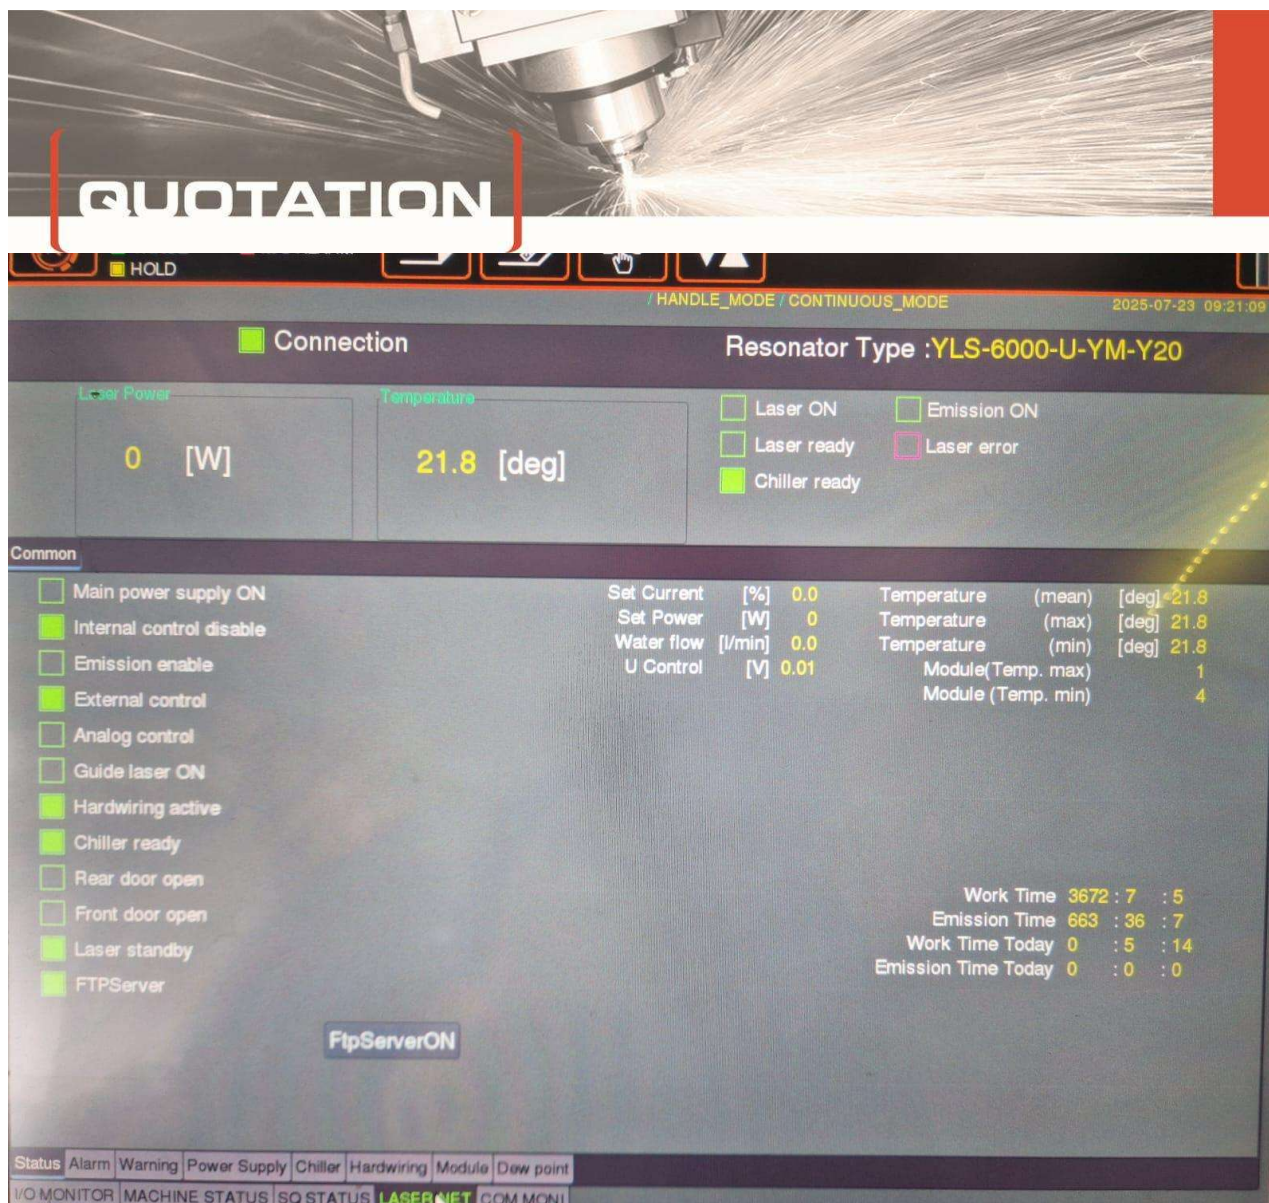 QUOTATION
HOLD
/ HANDLE_MODE / CONTINUOUS_MODE
2025-07-23 09:21:09
Connection
Resonator Type :YLS-6000-U-YM-Y20
Laser Power
0 [W]
Temperature
21.8 [deg]
Laser ON
Emission ON
Laser ready
Laser error
Chiller ready
Common
Main power supply ON
Internal control disable
Emission enable
External control
Analog control
Guide laser ON
Hardwiring active
Chiller ready
Rear door open
Front door open
Laser standby
FTPServer
Set Current [%] 0.0
Set Power [W] 0
Water flow [l/min] 0.0
U Control [V] 0.01
Temperature (mean) [deg] 21.8
Temperature (max) [deg] 21.8
Temperature (min) [deg] 21.8
Module(Temp. max) 1
Module (Temp. min) 4
Work Time 3672 : 7 : 5
Emission Time 663 : 36 : 7
Work Time Today 0 : 5 : 14
Emission Time Today 0 : 0 : 0
FtpServerON
Status Alarm Warning Power Supply Chiller Hardwiring Module Dew point
I/O MONITOR MACHINE STATUS SQ STATUS LASER NET COM MONI